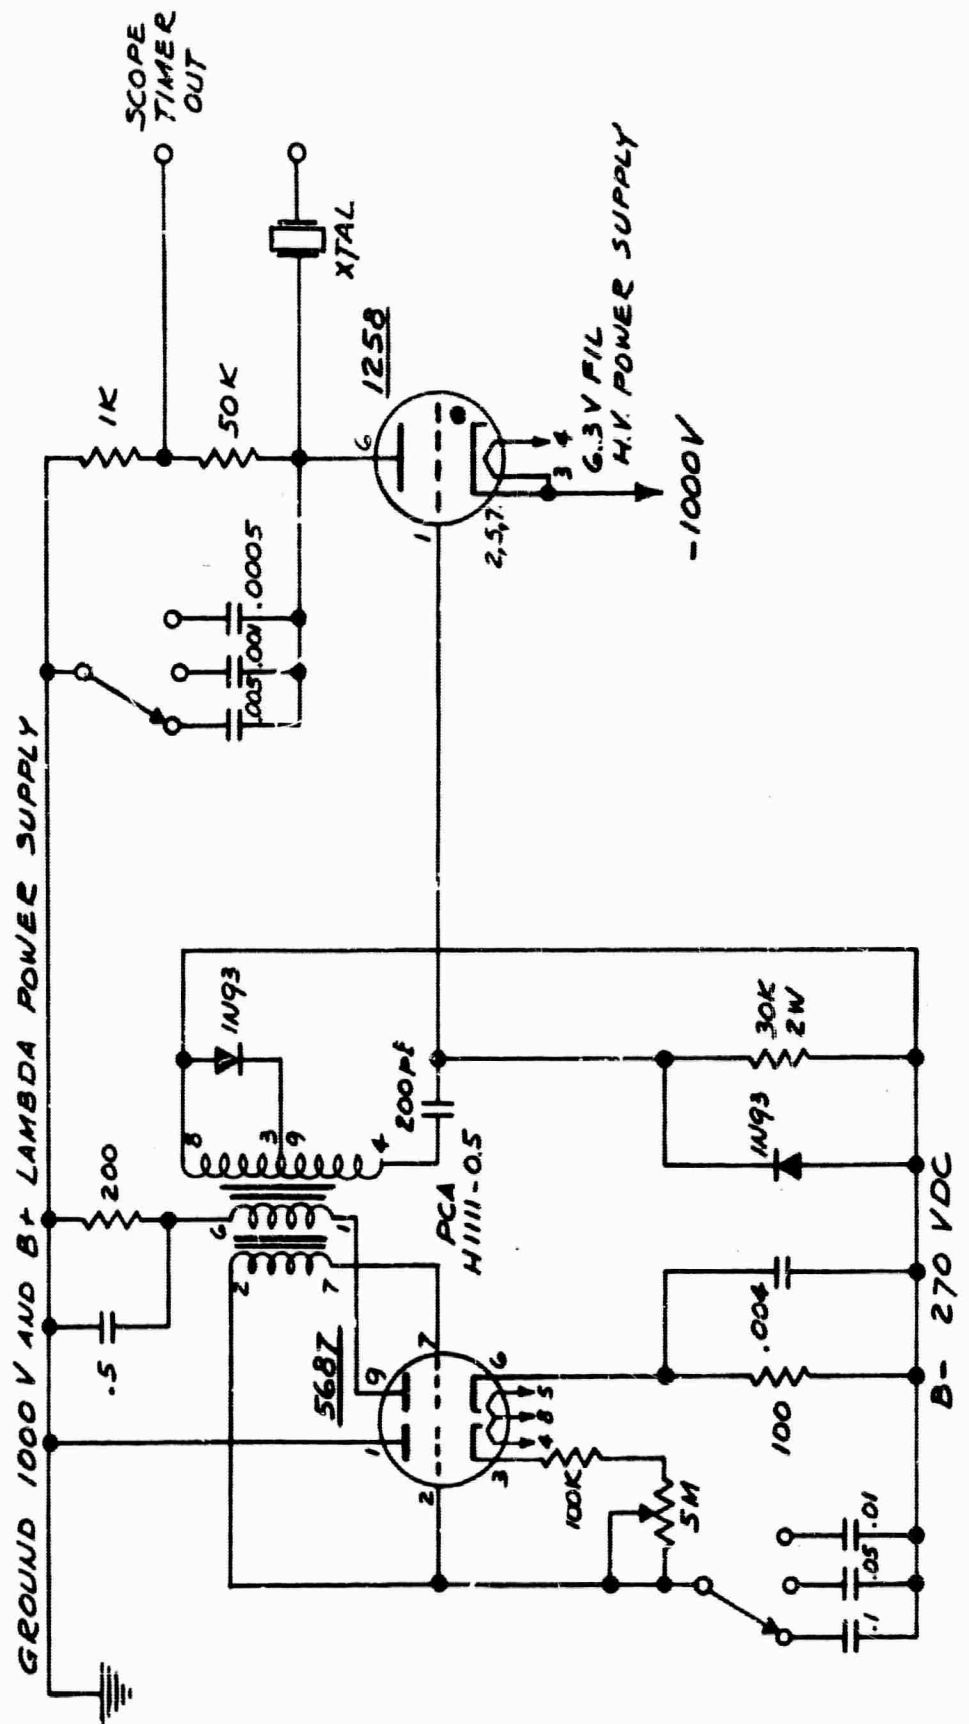 GROUND 1000 V AND B+ LAMBDA POWER SUPPLY
SCOPE
TIMER
OUT
1K
50K
XTAL
.005
.001
.0005
1258
6
1
2,5,7.
3
4
6.3V FIL
H.V. POWER SUPPLY
-1000V
.5
200
8
3
9
4
1N93
6
1
2
7
PCA
H1111-0.5
200pf
5687
1
9
2
7
3
4
8
5
6
100K
.5M
100
.004
1N93
30K
2W
.1
.05
.01
B- 270 VDC